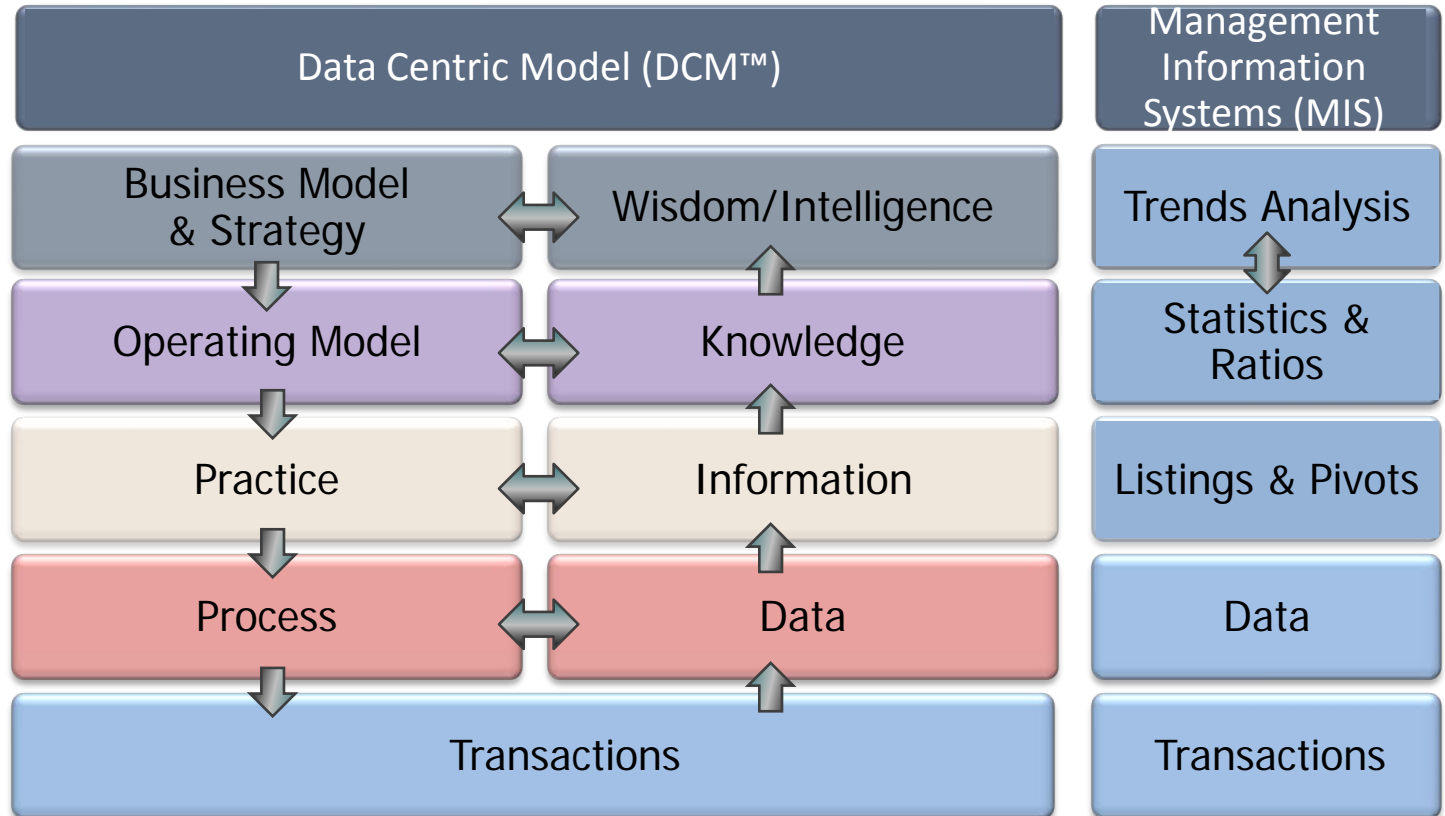 Data Centric Model (DCM™)
Management
Information
Systems (MIS)
Business Model
& Strategy
Wisdom/Intelligence
Trends Analysis
Operating Model
Knowledge
Statistics &
Ratios
Practice
Information
Listings & Pivots
Process
Data
Data
Transactions
Transactions